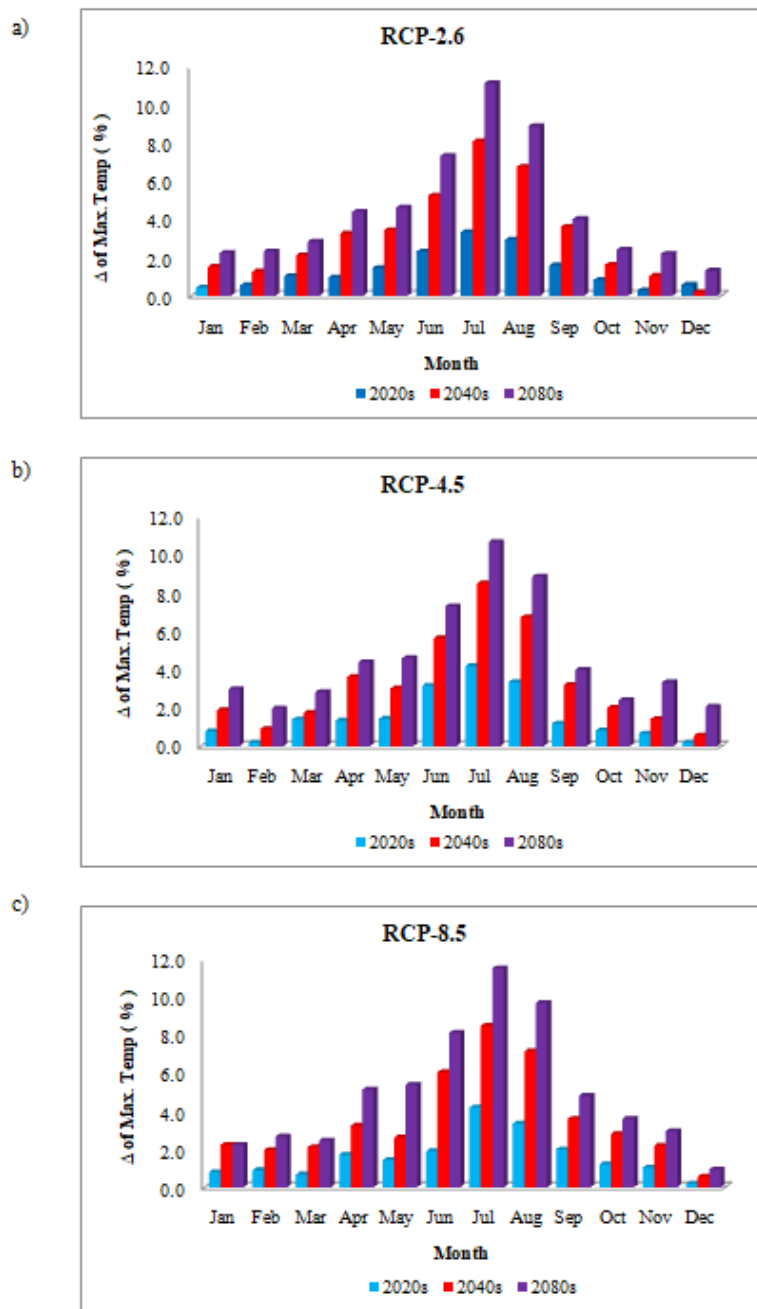 a)
RCP-2.6
Δ of Max.Temp ( %)
12.0
10.0
8.0
6.0
4.0
2.0
0.0
Jan Feb Mar Apr May Jun Jul Aug Sep Oct Nov Dec
Month
2020s 2040s 2080s
b)
RCP-4.5
Δ of Max.Temp ( %)
12.0
10.0
8.0
6.0
4.0
2.0
0.0
Jan Feb Mar Apr May Jun Jul Aug Sep Oct Nov Dec
Month
2020s 2040s 2080s
c)
RCP-8.5
Δ of Max. Temp ( %)
12.0
10.0
8.0
6.0
4.0
2.0
0.0
Jan Feb Mar Apr May Jun Jul Aug Sep Oct Nov Dec
Month
2020s 2040s 2080s